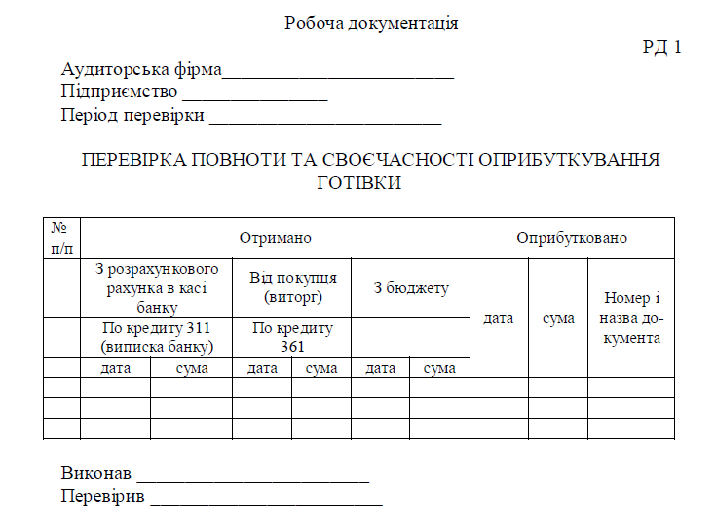 Робоча документація
РД 1
Аудиторська фірма________________________
Підприємство _______________
Період перевірки ________________________
ПЕРЕВІРКА ПОВНОТИ ТА СВОЄЧАСНОСТІ ОПРИБУТКУВАННЯ
ГОТІВКИ
№
п/п
Отримано
Оприбутковано
З розрахункового
рахунка в касі
банку
Від покупця
(виторг)
З бюджету
дата
сума
Номер і
назва до-
кумента
По кредиту 311
(виписка банку)
По кредиту
361
дата
сума
дата
сума
дата
сума
Виконав ________________________
Перевірив ________________________